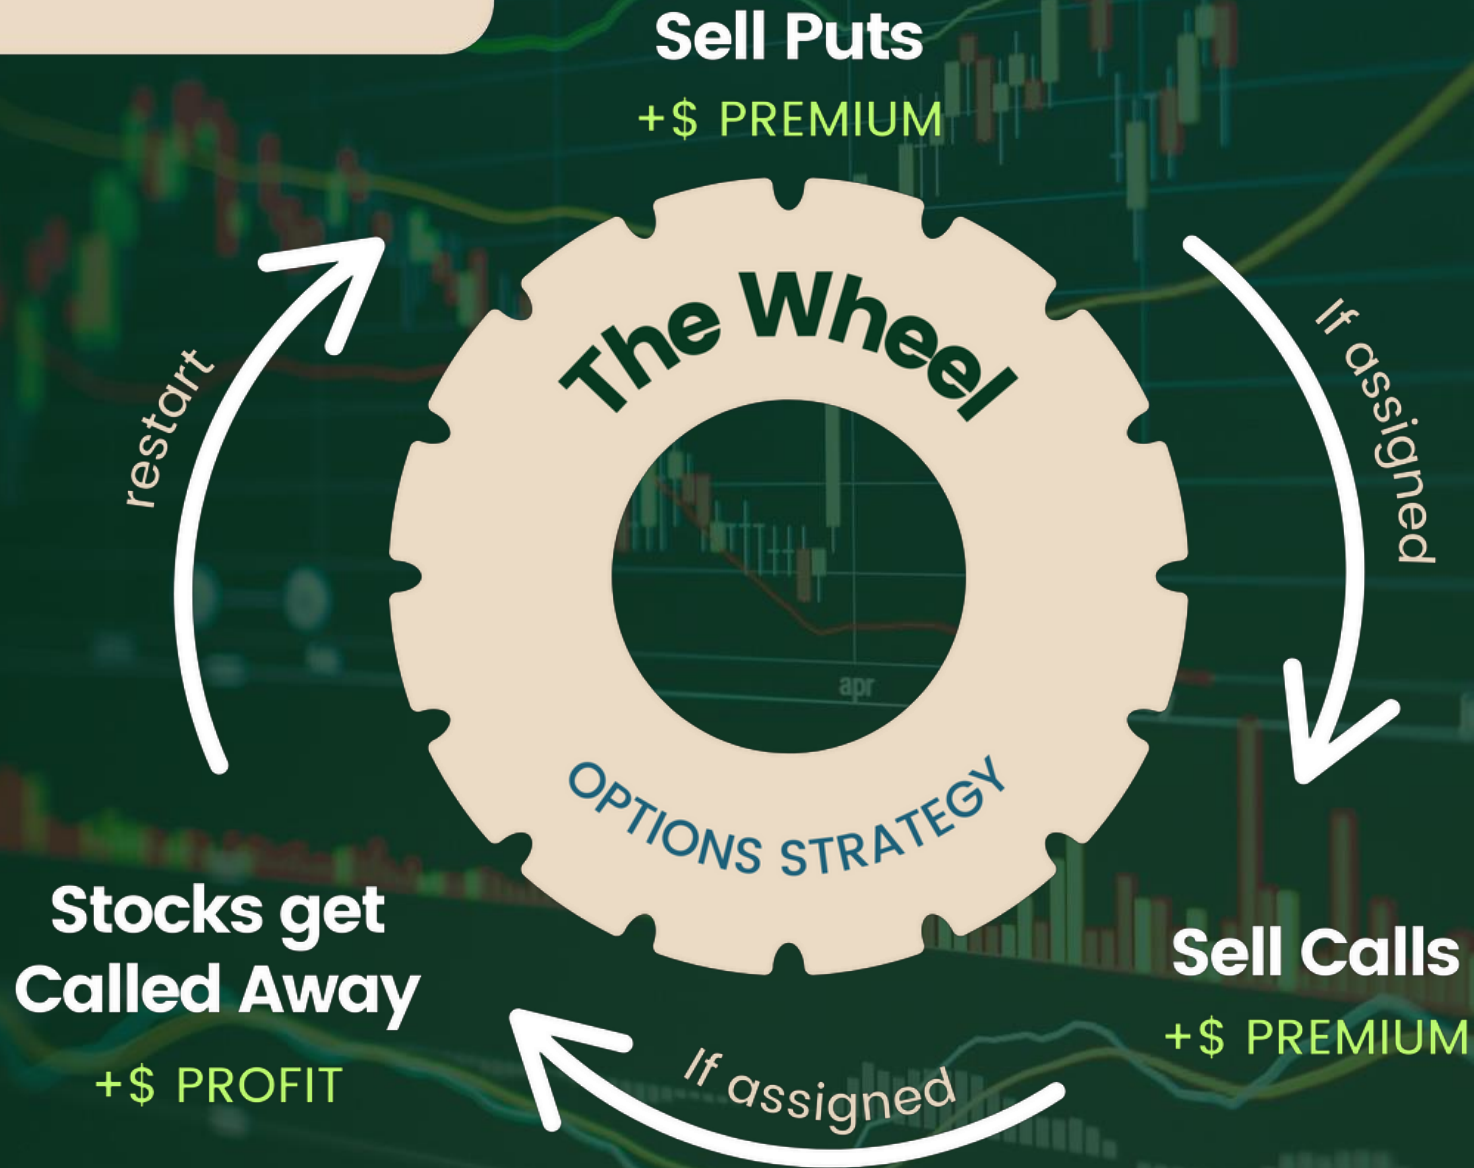 Sell Puts
+$ PREMIUM
The Wheel
OPTIONS STRATEGY
If assigned
Sell Calls
+$ PREMIUM
If assigned
Stocks get
Called Away
+$ PROFIT
restart
apr